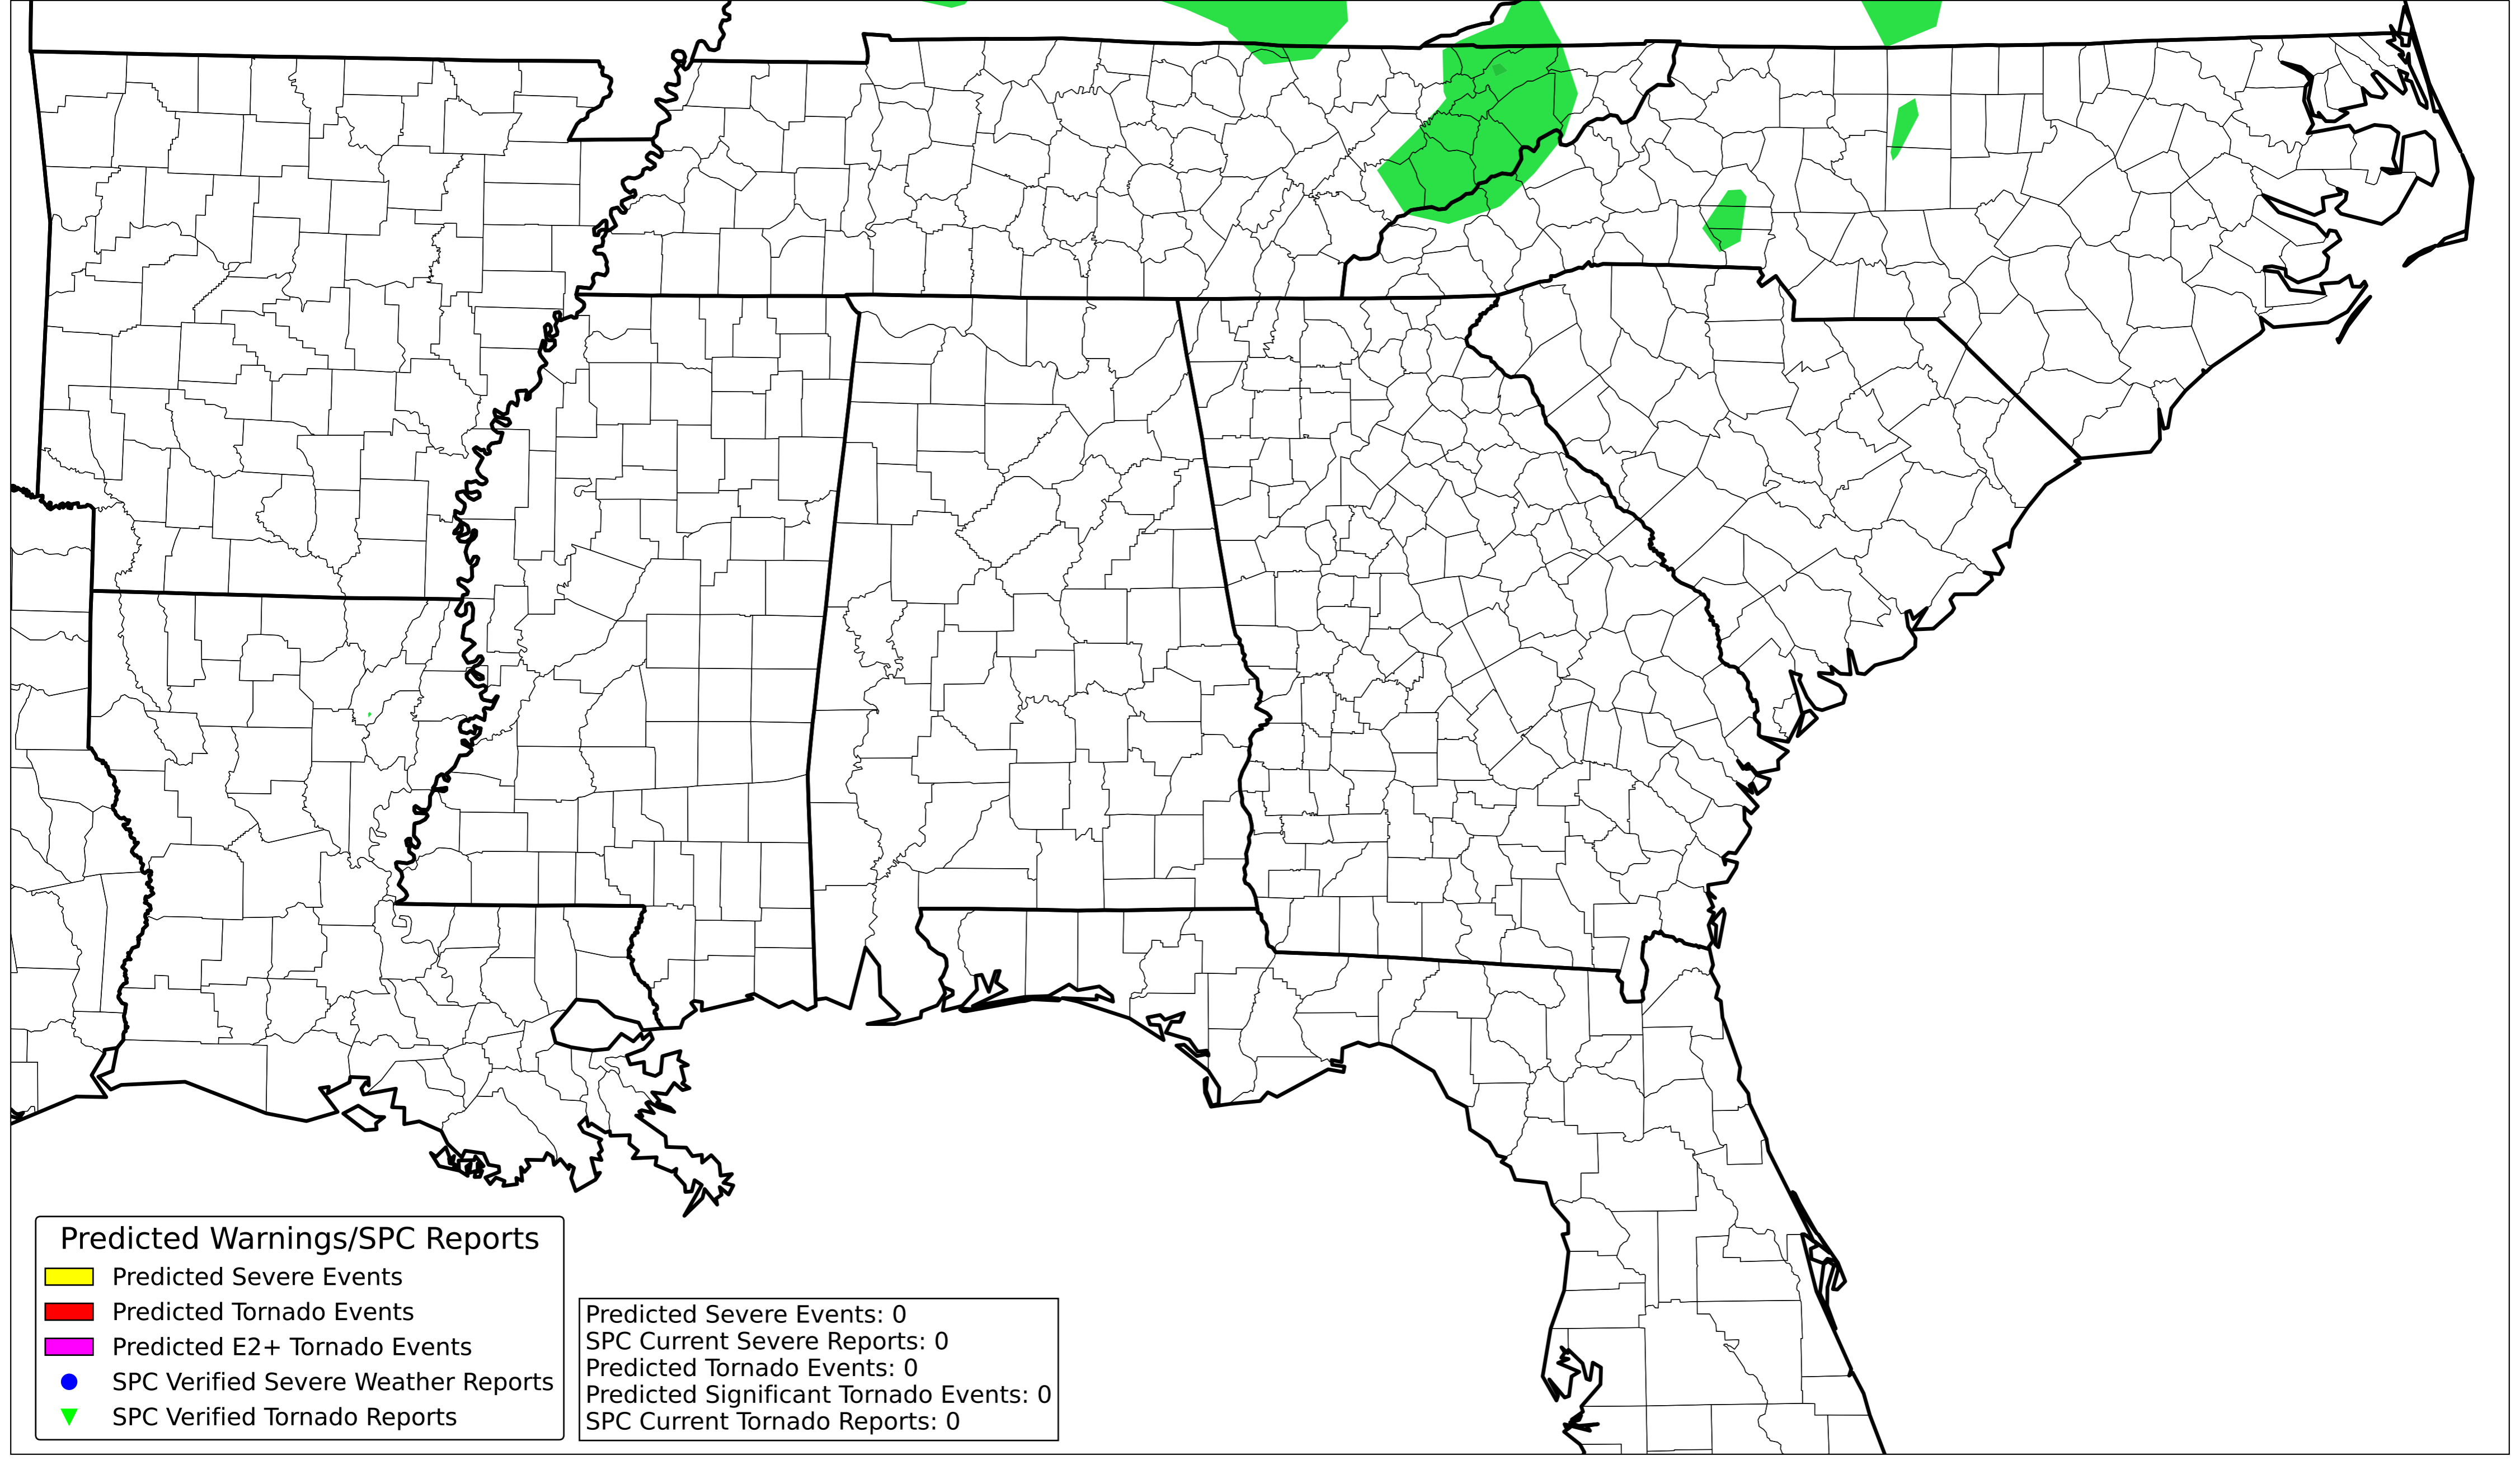 Predicted Warnings/SPC Reports
Predicted Severe Events
Predicted Tornado Events
Predicted E2+ Tornado Events
SPC Verified Severe Weather Reports
SPC Verified Tornado Reports
Predicted Severe Events: 0
SPC Current Severe Reports: 0
Predicted Tornado Events: 0
Predicted Significant Tornado Events: 0
SPC Current Tornado Reports: 0